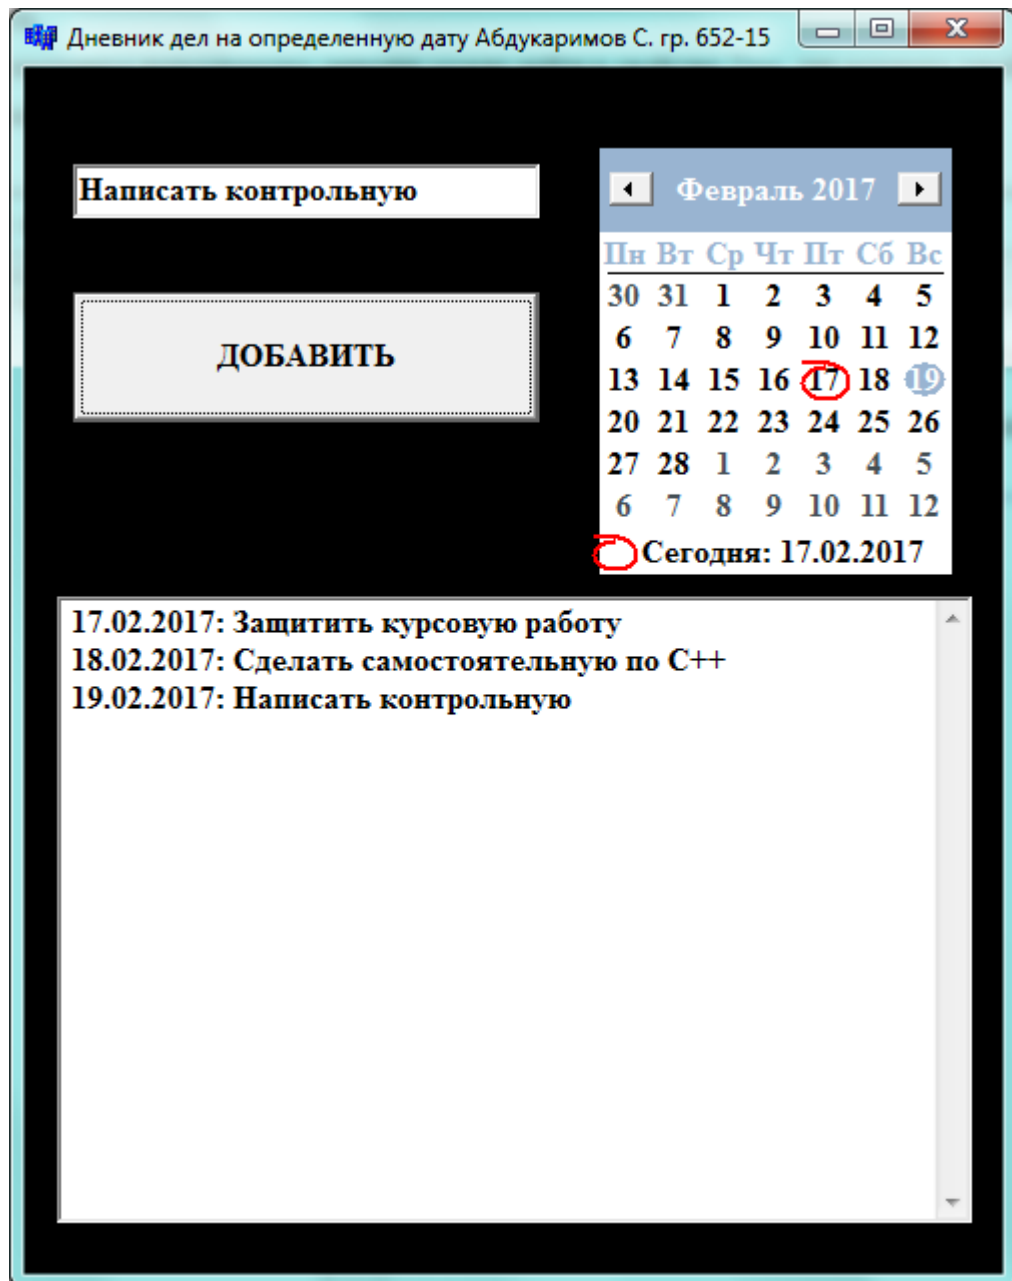 Дневник дел на определенную дату Абдукаримов С. гр. 652-15
Написать контрольную
ДОБАВИТЬ
Февраль 2017
Пн Вт Ср Чт Пт Сб Вс
30 31 1 2 3 4 5
6 7 8 9 10 11 12
13 14 15 16 17 18 19
20 21 22 23 24 25 26
27 28 1 2 3 4 5
6 7 8 9 10 11 12
Сегодня: 17.02.2017
17.02.2017: Защитить курсовую работу
18.02.2017: Сделать самостоятельную по C++
19.02.2017: Написать контрольную